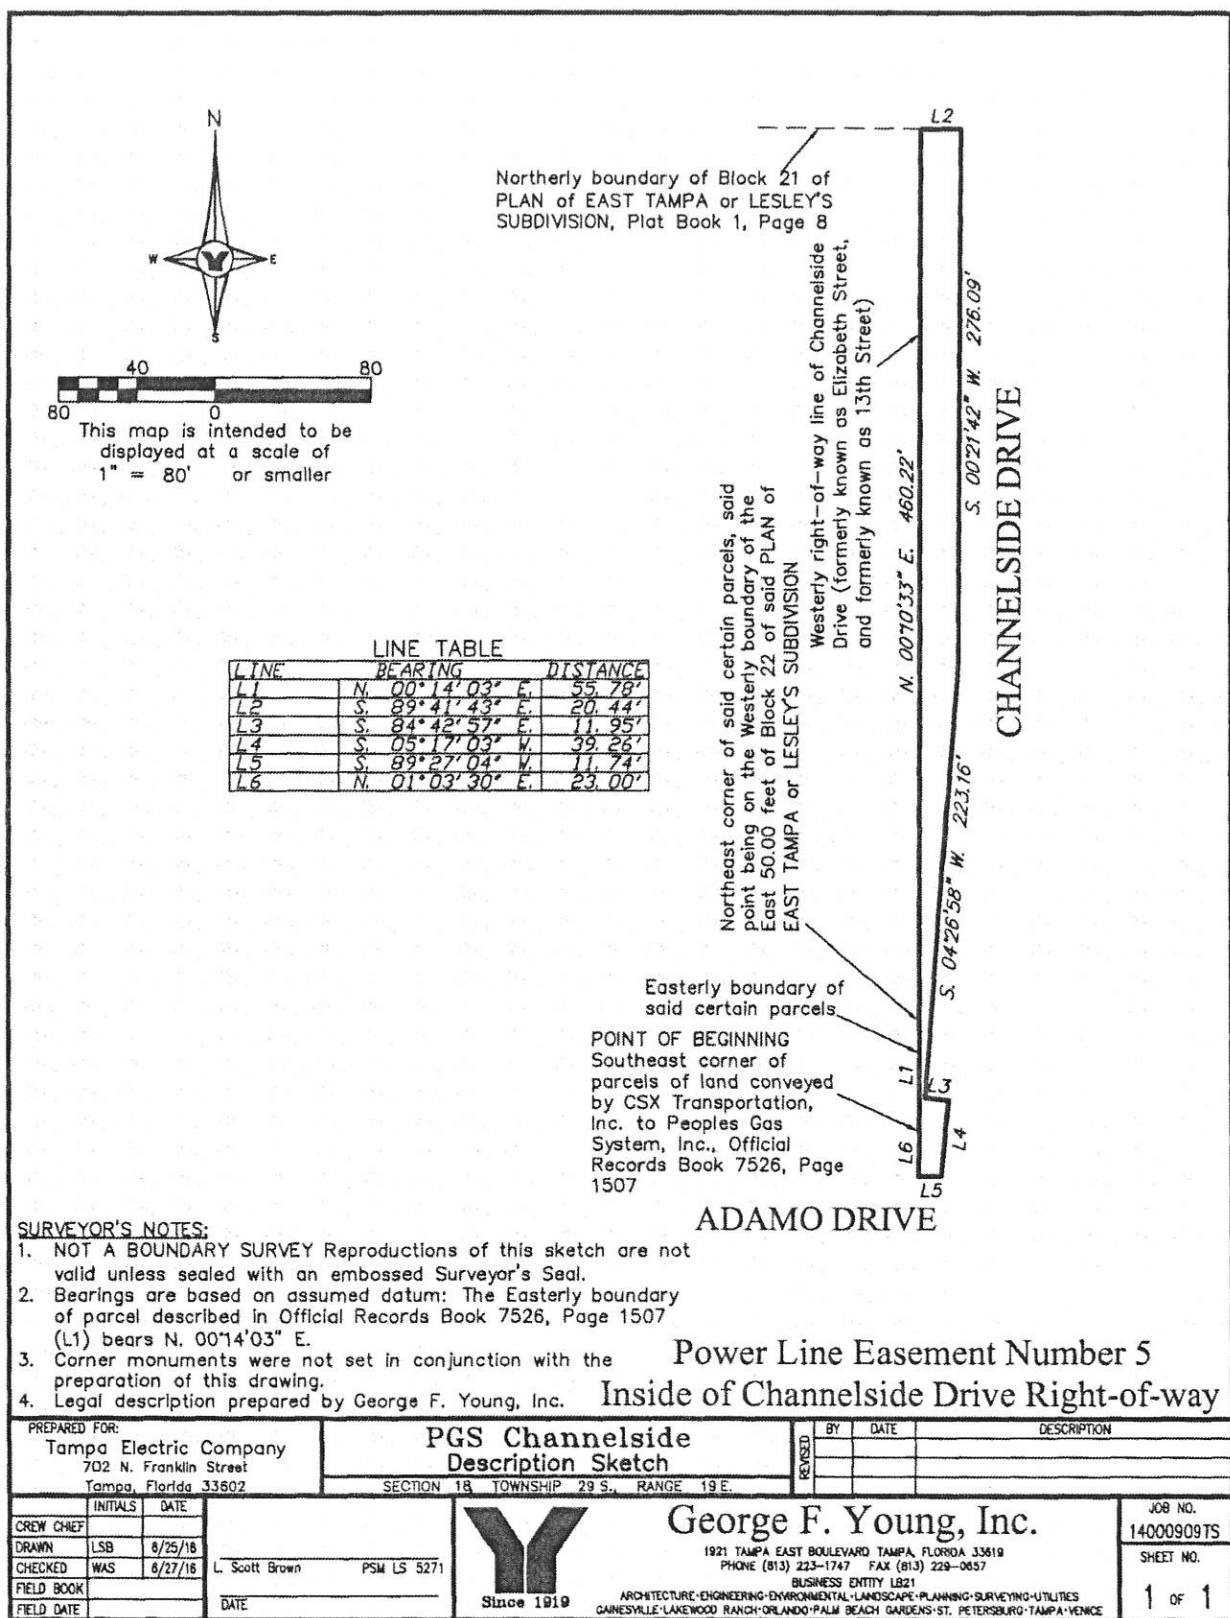 N
W
E
S
40
80
80
0
This map is intended to be
displayed at a scale of
1" = 80' or smaller
L2
Northerly boundary of Block 21 of
PLAN of EAST TAMPA or LESLEY'S
SUBDIVISION, Plat Book 1, Page 8
Westerly right-of-way line of Channelside
Drive (formerly known as Elizabeth Street,
and formerly known as 13th Street)
S. 00°21'42" W. 276.09'
CHANNELSIDE DRIVE
N. 00°10'33" E. 460.22'
Northeast corner of said certain parcels, said
point being on the Westerly boundary of the
East 50.00 feet of Block 22 of said PLAN of
EAST TAMPA or LESLEY'S SUBDIVISION
S. 04°26'58" W. 223.16'
LINE TABLE
LINE BEARING DISTANCE
L1 N. 00°14'03" E. 55.78'
L2 S. 89°41'43" E. 20.44'
L3 S. 84°42'57" E. 11.95'
L4 S. 05°17'03" W. 39.26'
L5 S. 89°27'04" W. 11.74'
L6 N. 01°03'30" E. 23.00'
Easterly boundary of
said certain parcels
POINT OF BEGINNING
Southeast corner of
parcels of land conveyed
by CSX Transportation,
Inc. to Peoples Gas
System, Inc., Official
Records Book 7526, Page
1507
L1
L3
L4
L6
L5
ADAMO DRIVE
SURVEYOR'S NOTES:
1. NOT A BOUNDARY SURVEY Reproductions of this sketch are not
valid unless sealed with an embossed Surveyor's Seal.
2. Bearings are based on assumed datum: The Easterly boundary
of parcel described in Official Records Book 7526, Page 1507
(L1) bears N. 00°14'03" E.
3. Corner monuments were not set in conjunction with the
preparation of this drawing.
4. Legal description prepared by George F. Young, Inc.
Power Line Easement Number 5
Inside of Channelside Drive Right-of-way
PREPARED FOR:
Tampa Electric Company
702 N. Franklin Street
Tampa, Florida 33602
PGS Channelside
Description Sketch
SECTION 18, TOWNSHIP 29 S., RANGE 19 E.
REVISED
BY DATE DESCRIPTION
INITIALS DATE
CREW CHIEF
DRAWN LSB 6/25/16
CHECKED WAS 6/27/16
FIELD BOOK
FIELD DATE
L. Scott Brown PSM LS 5271
DATE
Since 1919
George F. Young, Inc.
1921 TAMPA EAST BOULEVARD TAMPA, FLORIDA 33619
PHONE (813) 223-1747 FAX (813) 229-0657
BUSINESS ENTITY LB21
ARCHITECTURE·ENGINEERING·ENVIRONMENTAL·LANDSCAPE·PLANNING·SURVEYING·UTILITIES
GAINESVILLE·LAKEWOOD RANCH·ORLANDO·PALM BEACH GARDENS·ST. PETERSBURG·TAMPA·VENICE
JOB NO.
14000909TS
SHEET NO.
1 OF 1